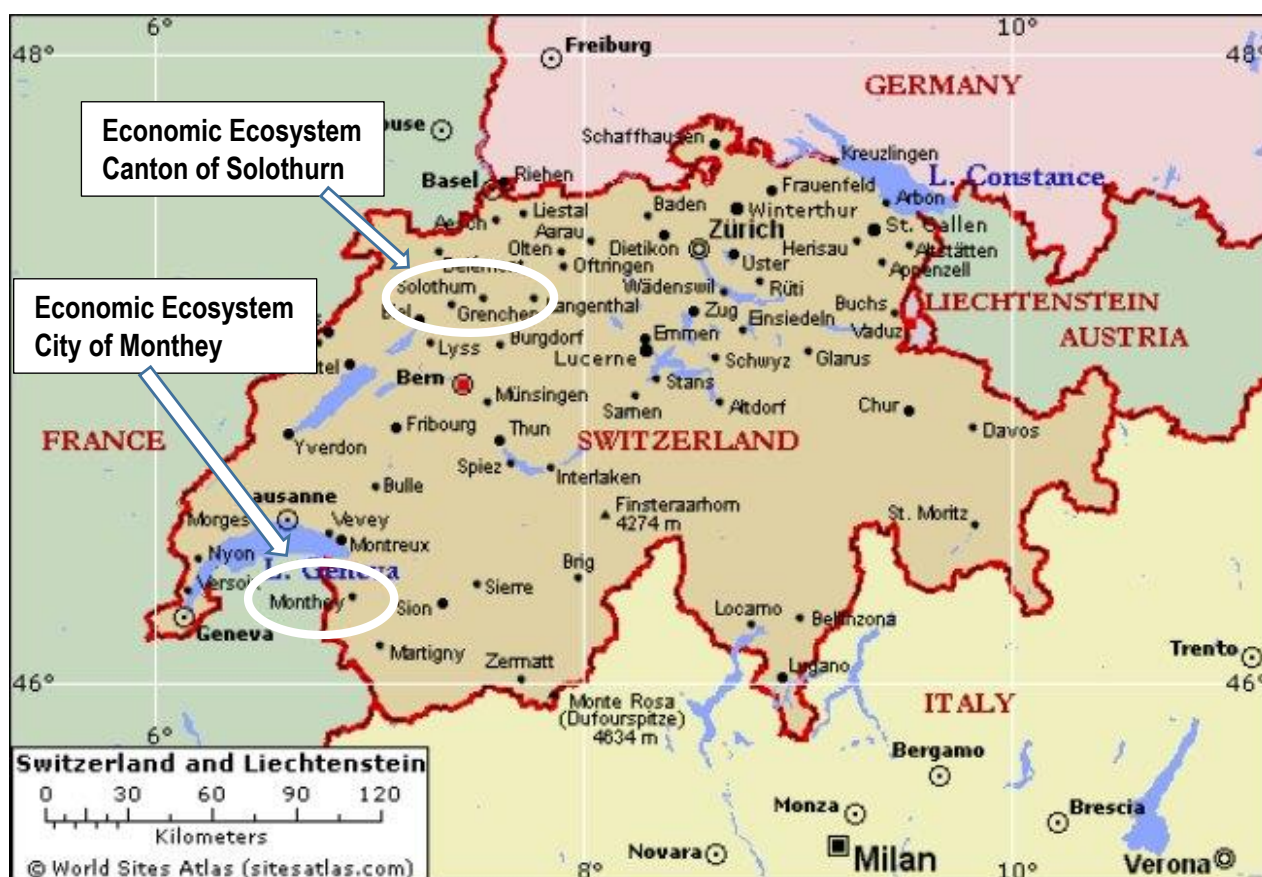 6°
10°
48°
Freiburg
48°
GERMANY
Economic Ecosystem
Canton of Solothurn
Schaffhausen
Kreuzlingen
L. Constance
Basel
Riehen
Frauenfeld
Arbon
Liestal
Baden
Winterthur
Aarau
Zürich
St. Gallen
Olten
Dietikon
Herisau
Altstätten
Oftringen
Uster
Appenzell
Solothurn
Wädenswil
Rüti
Economic Ecosystem
City of Monthey
Grenchen
Langenthal
Zug
Buchs
LIECHTENSTEIN
Einsiedeln
Vaduz
AUSTRIA
Lyss
Burgdorf
Emmen
Lucerne
Schwyz
Glarus
Bern
Stans
Münsingen
Sarnen
Altdorf
Chur
FRANCE
Fribourg
Thun
SWITZERLAND
Davos
Yverdon
Spiez
Interlaken
Bulle
Finsteraarhorn
4274 m
St. Moritz
Morges
Vevey
Montreux
Nyon
L. Geneva
Brig
Sierre
Monthey
Sion
Locarno
Bellinzona
Geneva
Martigny
Zermatt
Lugano
Trento
46°
46°
Monte Rosa
(Dufourspitze)
4634 m
ITALY
6°
Bergamo
Switzerland and Liechtenstein
0 30 60 90 120
Kilometers
Monza
Brescia
© World Sites Atlas (sitesatlas.com)
8°
Novara
Milan
10°
Verona